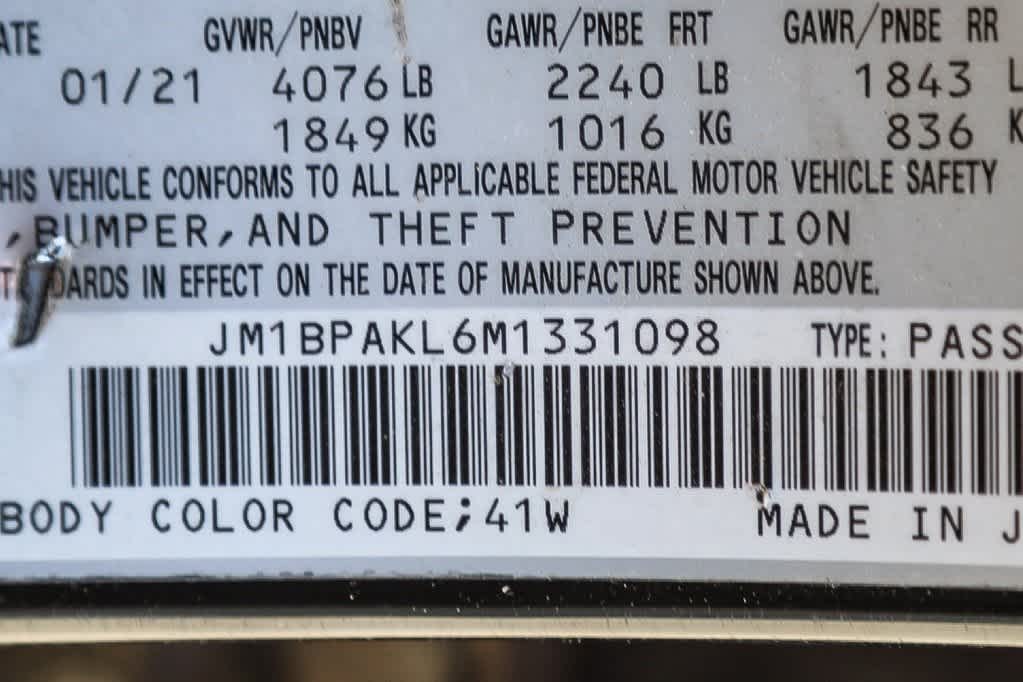 ATE GVWR/PNBV GAWR/PNBE FRT GAWR/PNBE RR
01/21 4076 LB 2240 LB 1843 L
1849 KG 1016 KG 836 K
HIS VEHICLE CONFORMS TO ALL APPLICABLE FEDERAL MOTOR VEHICLE SAFETY
, BUMPER, AND THEFT PREVENTION
DARDS IN EFFECT ON THE DATE OF MANUFACTURE SHOWN ABOVE.
JM1BPAKL6M1331098 TYPE: PASS
BODY COLOR CODE;41W MADE IN J